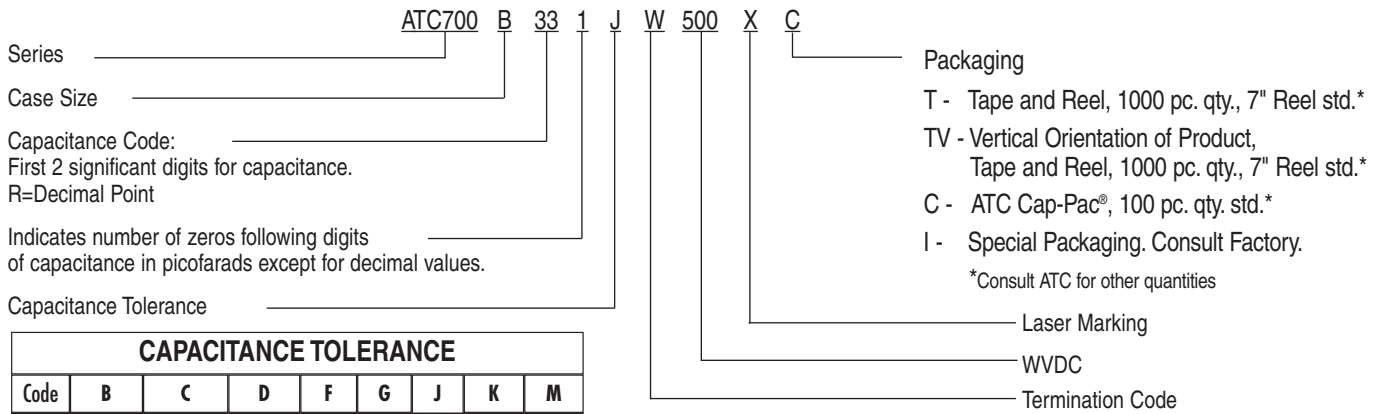 ATC700 B 33 1 J W 500 X C
Series
Case Size
Capacitance Code:
First 2 significant digits for capacitance.
R=Decimal Point
Indicates number of zeros following digits
of capacitance in picofarads except for decimal values.
Capacitance Tolerance
CAPACITANCE TOLERANCE
Code B C D F G J K M
Packaging
T - Tape and Reel, 1000 pc. qty., 7" Reel std.*
TV - Vertical Orientation of Product,
Tape and Reel, 1000 pc. qty., 7" Reel std.*
C - ATC Cap-Pac®, 100 pc. qty. std.*
I - Special Packaging. Consult Factory.
*Consult ATC for other quantities
Laser Marking
WVDC
Termination Code